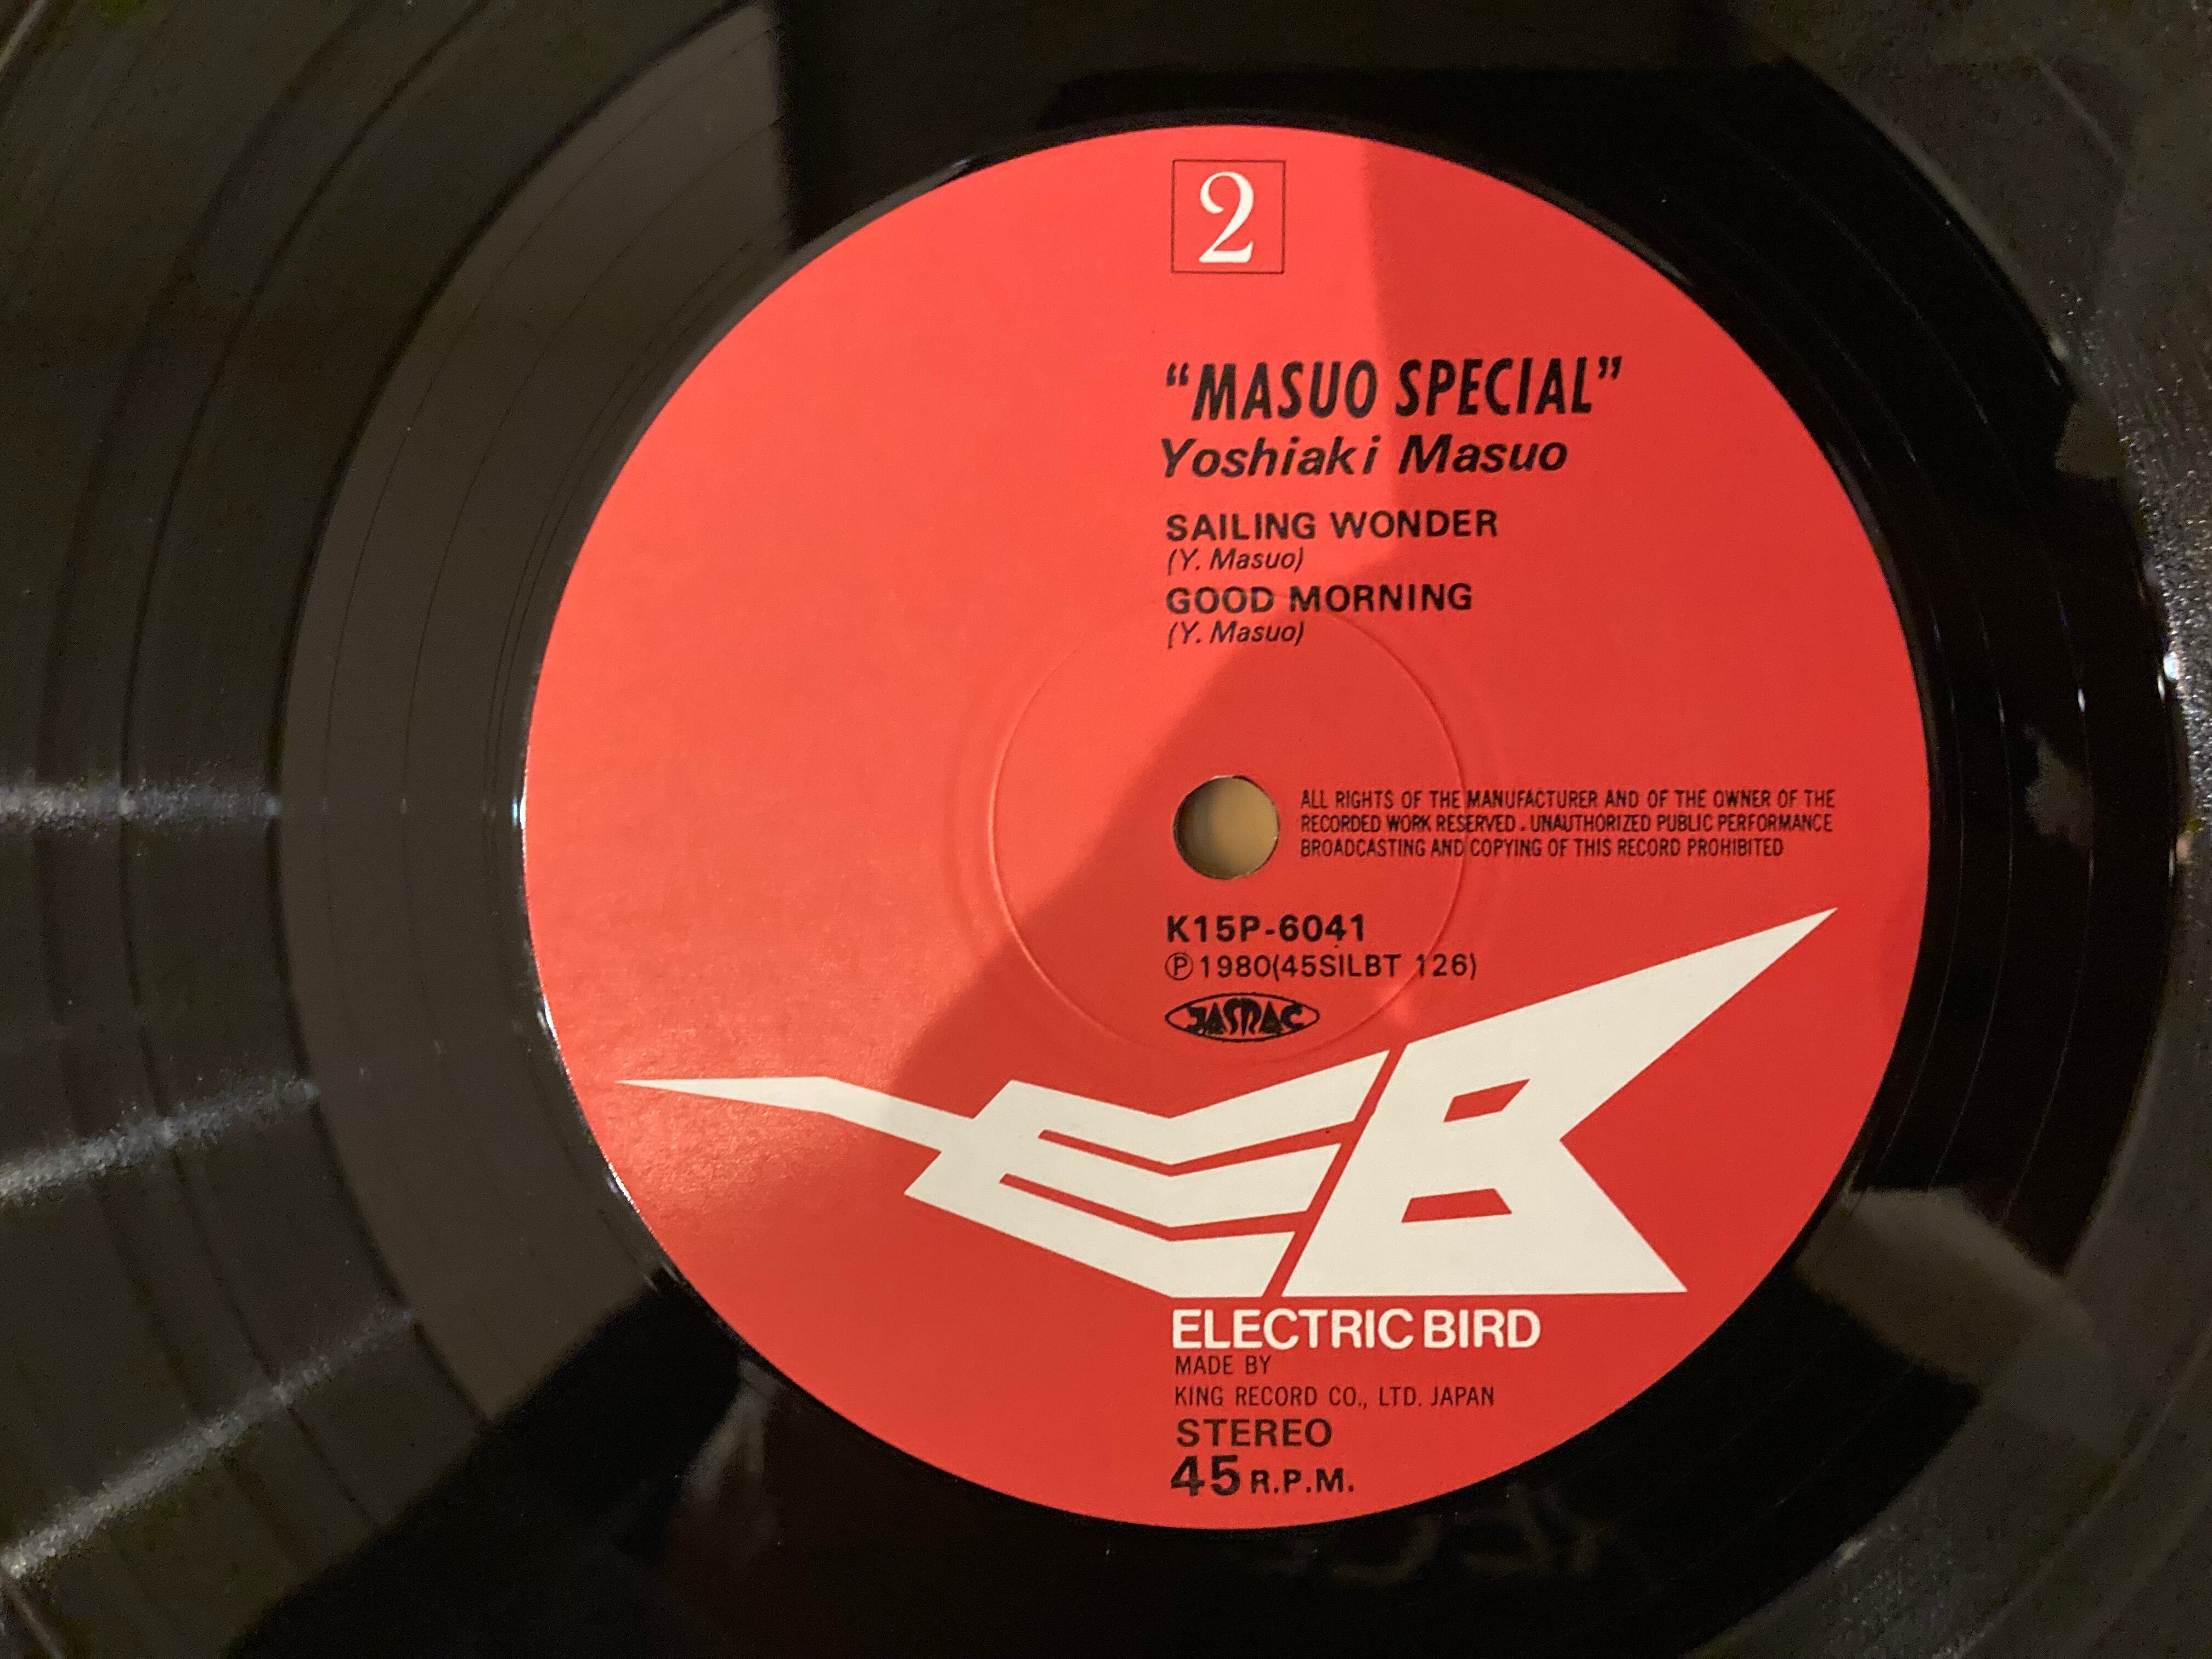 2
“MASUO SPECIAL”
Yoshiaki Masuo
SAILING WONDER
(Y. Masuo)
GOOD MORNING
(Y. Masuo)
ALL RIGHTS OF THE MANUFACTURER AND OF THE OWNER OF THE
RECORDED WORK RESERVED. UNAUTHORIZED PUBLIC PERFORMANCE
BROADCASTING AND COPYING OF THIS RECORD PROHIBITED
K15P-6041
Ⓟ1980(45SILBT 126)
JASRAC
EB
ELECTRIC BIRD
MADE BY
KING RECORD CO., LTD. JAPAN
STEREO
45 R.P.M.